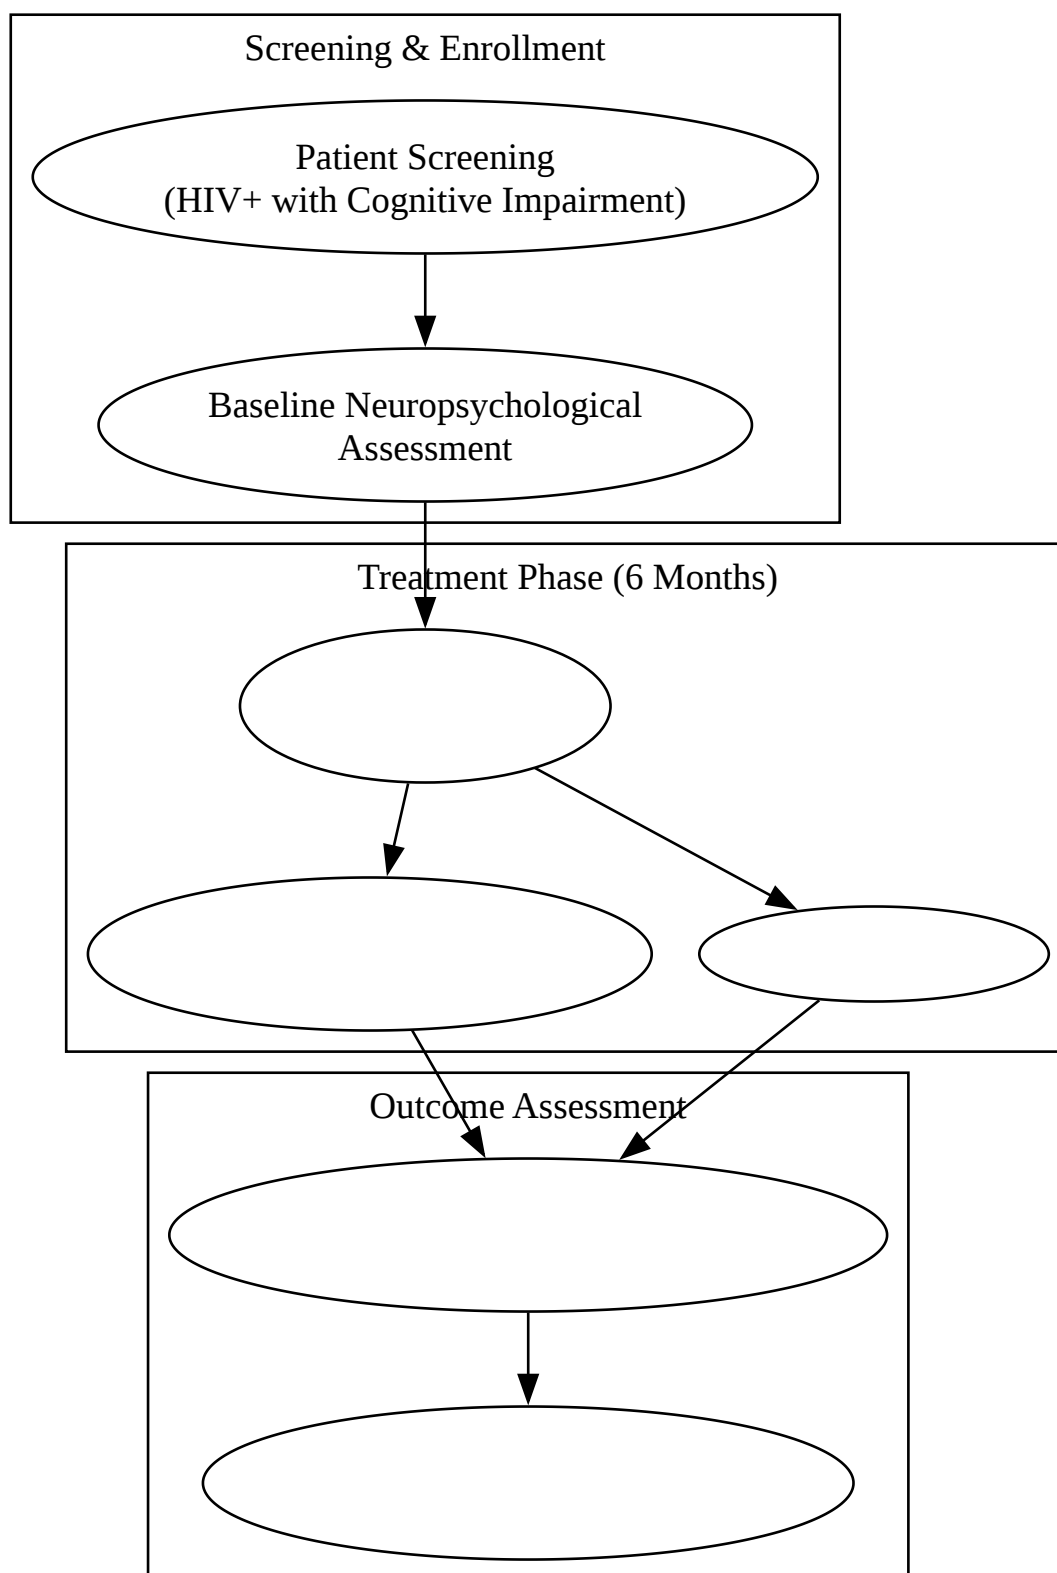 Screening & Enrollment
Patient Screening
(HIV+ with Cognitive Impairment)
Baseline Neuropsychological
Assessment
Treatment Phase (6 Months)
Outcome Assessment